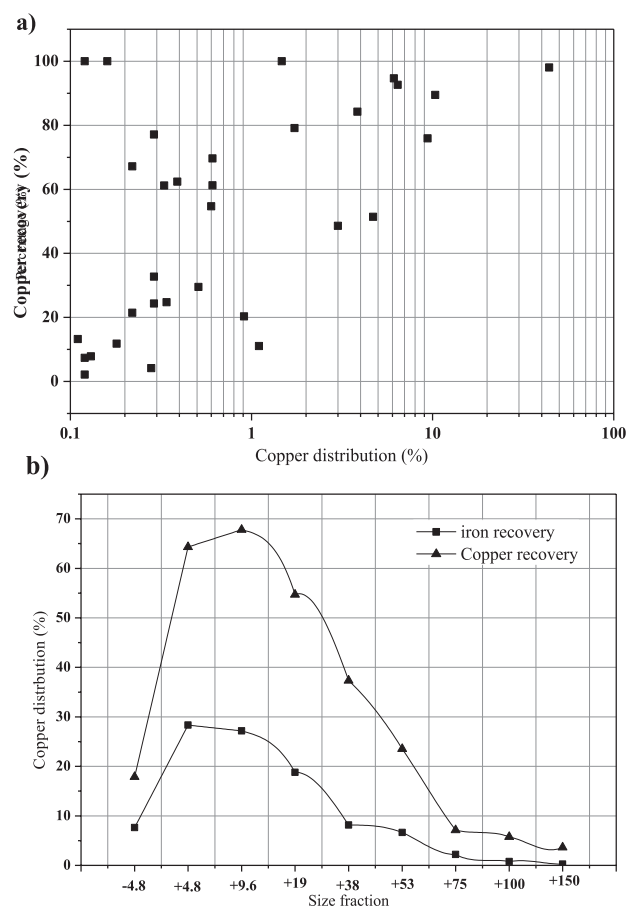 a)
100
80
60
40
20
0
Copper recovery (%)
0.1 1 10 100
Copper distribution (%)
b)
70
60
50
40
30
20
10
0
Copper distrbution (%)
iron recovery
Copper recovery
-4.8 +4.8 +9.6 +19 +38 +53 +75 +100 +150
Size fraction